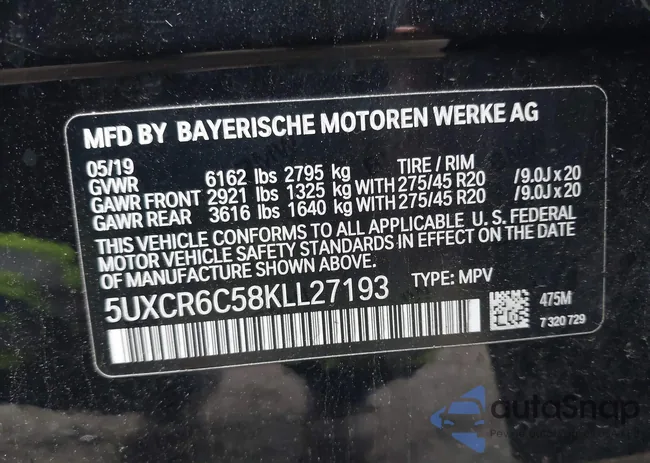 MFD BY BAYERISCHE MOTOREN WERKE AG
05/19
GVWR 6162 lbs 2795 kg TIRE / RIM
GAWR FRONT 2921 lbs 1325 kg WITH 275/45 R20 /9.0J x 20
GAWR REAR 3616 lbs 1640 kg WITH 275/45 R20 /9.0J x 20
THIS VEHICLE CONFORMS TO ALL APPLICABLE U. S. FEDERAL
MOTOR VEHICLE SAFETY STANDARDS IN EFFECT ON THE DATE
OF MANUFACTURE SHOWN ABOVE.
5UXCR6C58KLL27193 TYPE: MPV
475M
7 320 729
autoSnap